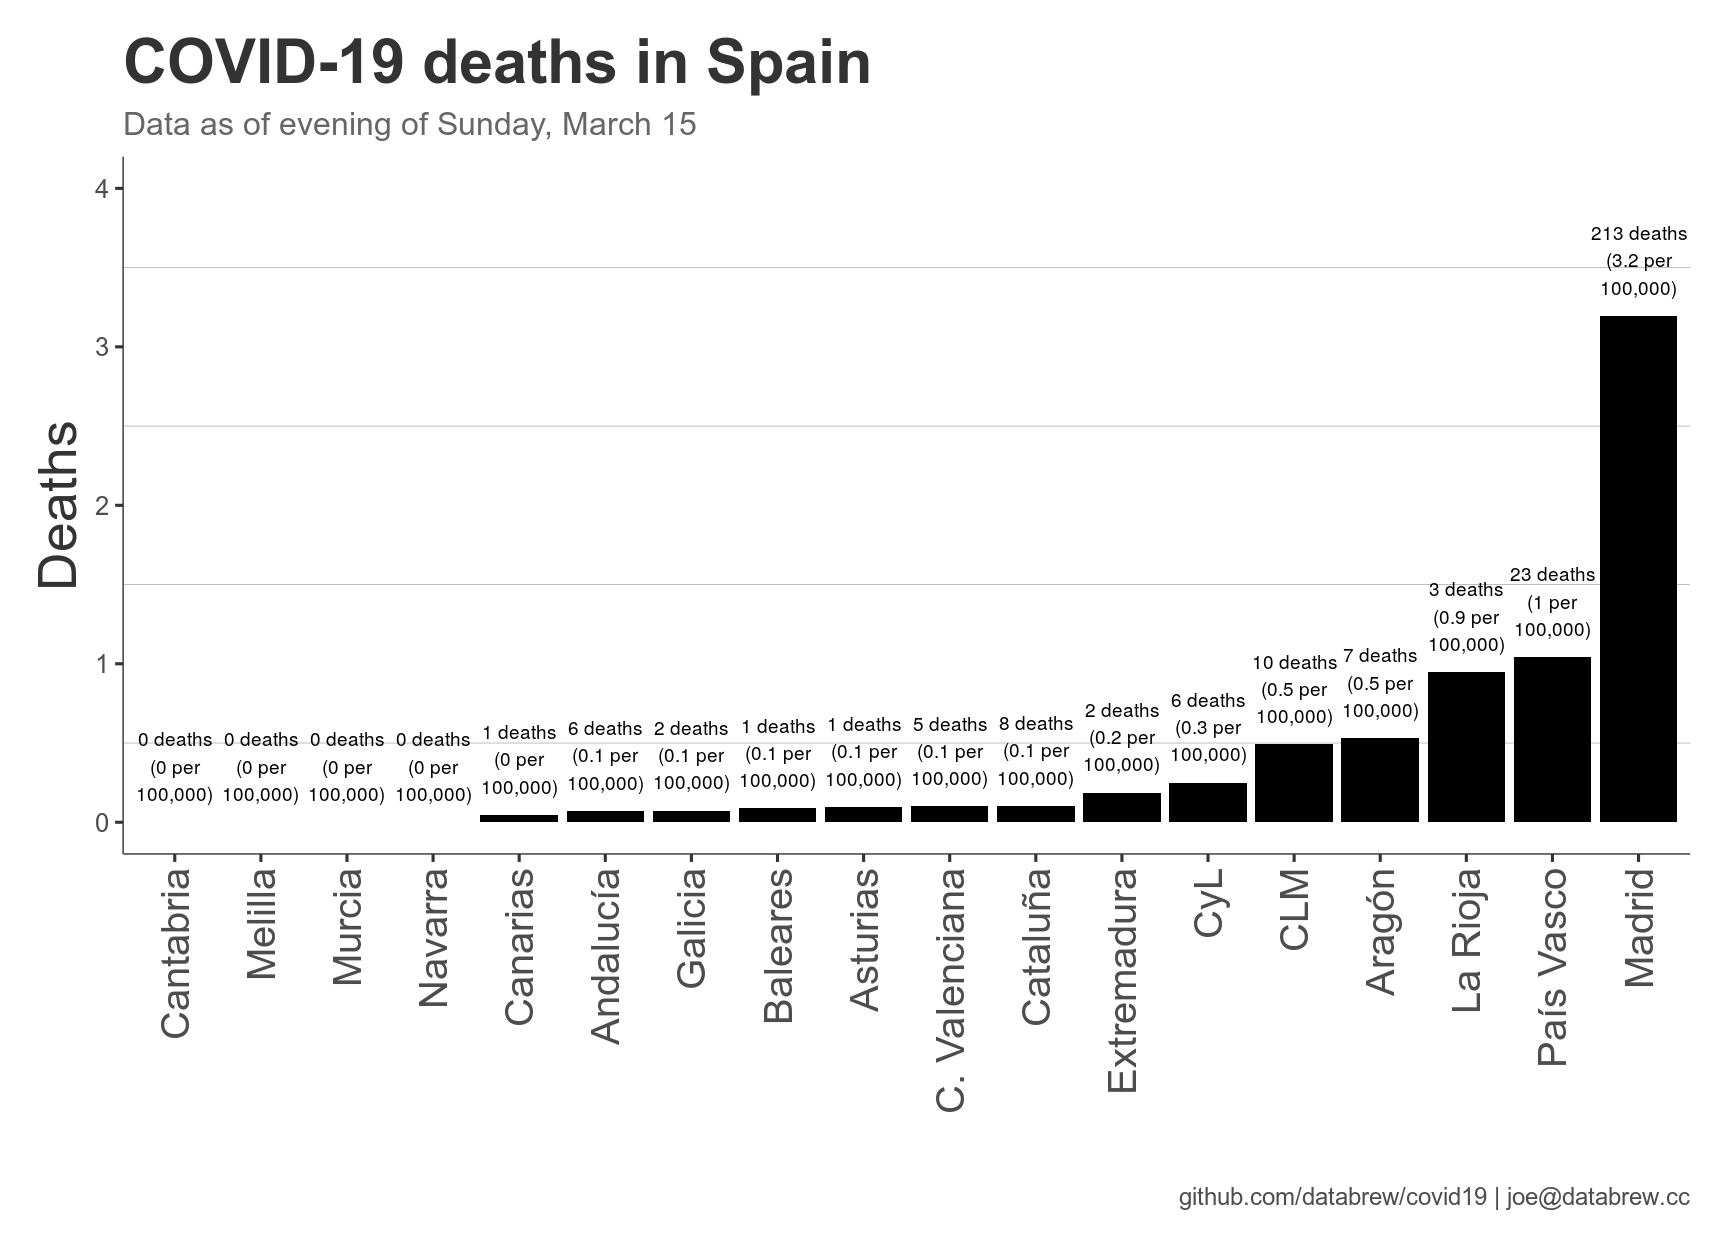 COVID-19 deaths in Spain
Data as of evening of Sunday, March 15
Deaths
4
3
2
1
0
0 deaths
(0 per
100,000)
0 deaths
(0 per
100,000)
0 deaths
(0 per
100,000)
0 deaths
(0 per
100,000)
1 deaths
(0 per
100,000)
6 deaths
(0.1 per
100,000)
2 deaths
(0.1 per
100,000)
1 deaths
(0.1 per
100,000)
1 deaths
(0.1 per
100,000)
5 deaths
(0.1 per
100,000)
8 deaths
(0.1 per
100,000)
2 deaths
(0.2 per
100,000)
6 deaths
(0.3 per
100,000)
10 deaths
(0.5 per
100,000)
7 deaths
(0.5 per
100,000)
3 deaths
(0.9 per
100,000)
23 deaths
(1 per
100,000)
213 deaths
(3.2 per
100,000)
Cantabria
Melilla
Murcia
Navarra
Canarias
Andalucía
Galicia
Baleares
Asturias
C. Valenciana
Cataluña
Extremadura
CyL
CLM
Aragón
La Rioja
País Vasco
Madrid
github.com/databrew/covid19 | joe@databrew.cc